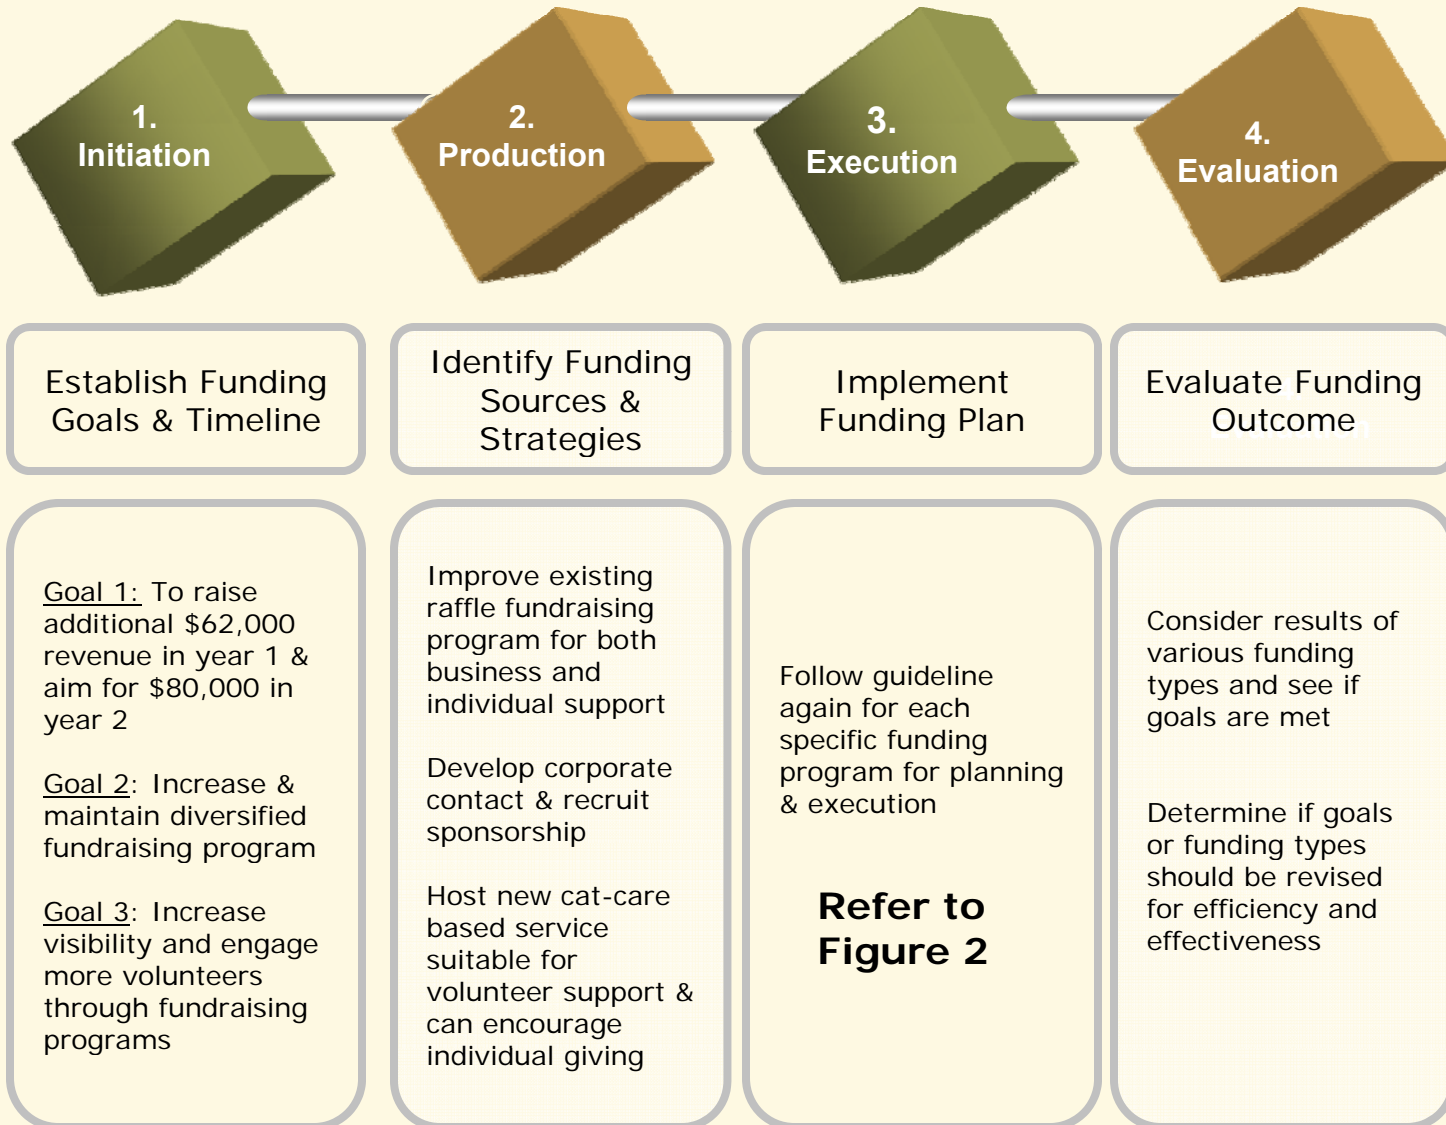 1.
Initiation
2.
Production
3.
Execution
4.
Evaluation
Establish Funding
Goals & Timeline
Identify Funding
Sources &
Strategies
Implement
Funding Plan
Evaluate Funding
Outcome
Evaluation
Goal 1: To raise
additional $62,000
revenue in year 1 &
aim for $80,000 in
year 2
Goal 2: Increase &
maintain diversified
fundraising program
Goal 3: Increase
visibility and engage
more volunteers
through fundraising
programs
Improve existing
raffle fundraising
program for both
business and
individual support
Develop corporate
contact & recruit
sponsorship
Host new cat-care
based service
suitable for
volunteer support &
can encourage
individual giving
Follow guideline
again for each
specific funding
program for planning
& execution
Refer to
Figure 2
Consider results of
various funding
types and see if
goals are met
Determine if goals
or funding types
should be revised
for efficiency and
effectiveness